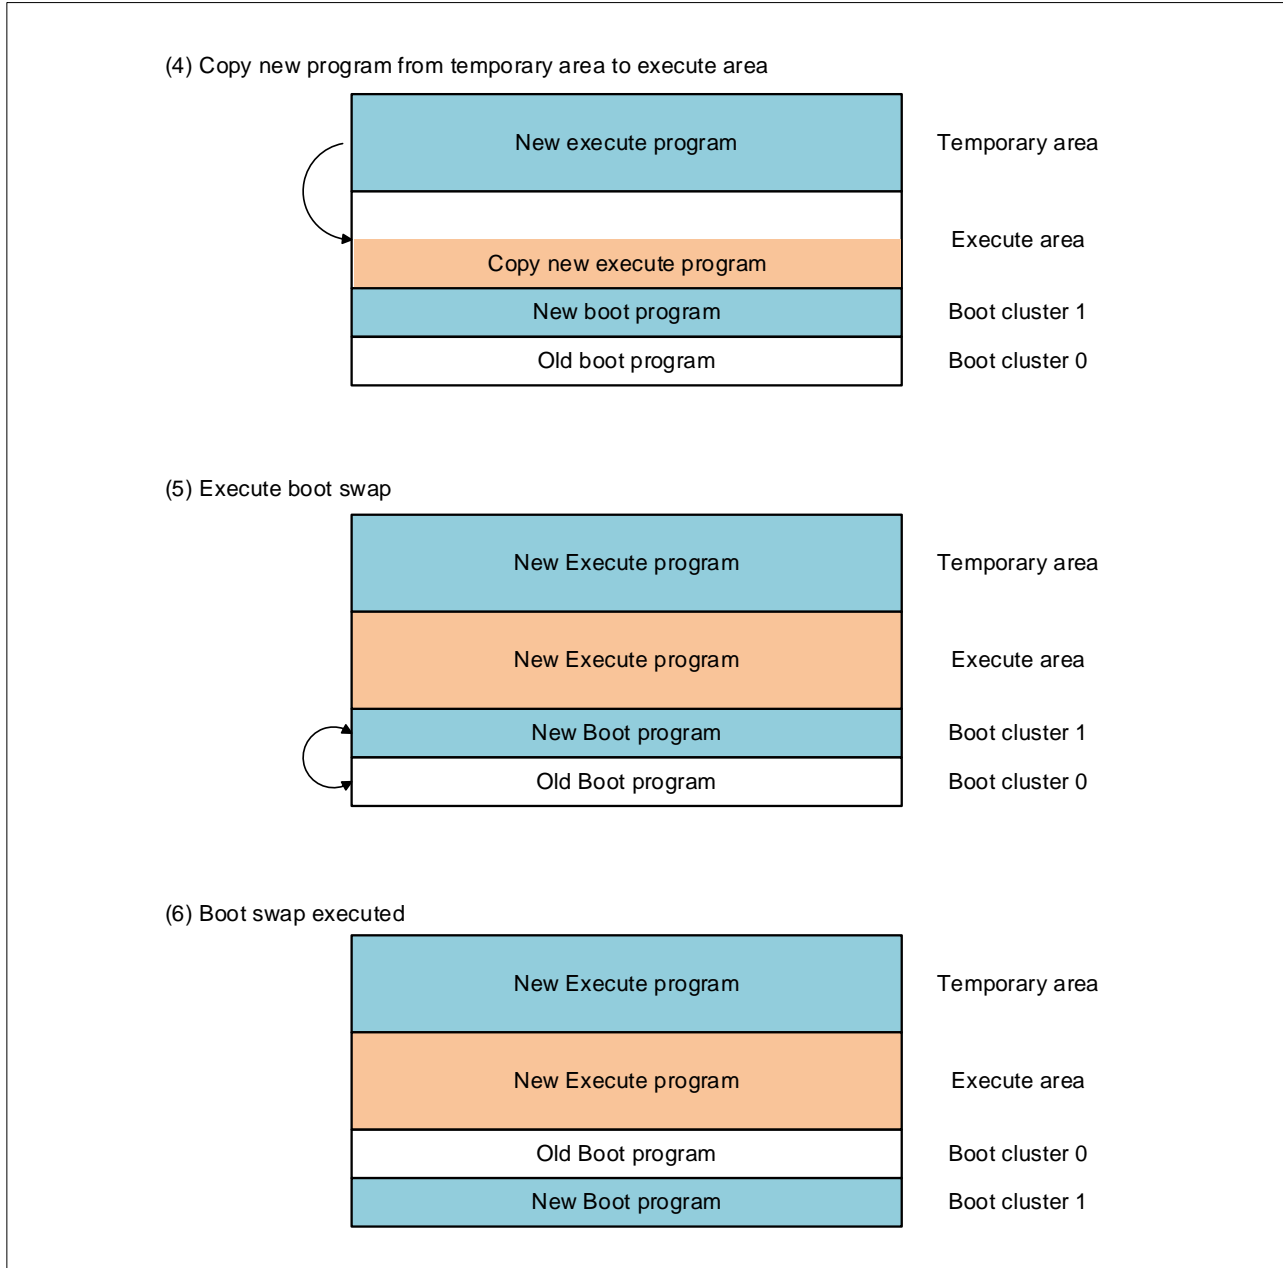 (4) Copy new program from temporary area to execute area
New execute program
Temporary area
Execute area
Copy new execute program
New boot program
Boot cluster 1
Old boot program
Boot cluster 0
(5) Execute boot swap
New Execute program
Temporary area
New Execute program
Execute area
New Boot program
Boot cluster 1
Old Boot program
Boot cluster 0
(6) Boot swap executed
New Execute program
Temporary area
New Execute program
Execute area
Old Boot program
Boot cluster 0
New Boot program
Boot cluster 1